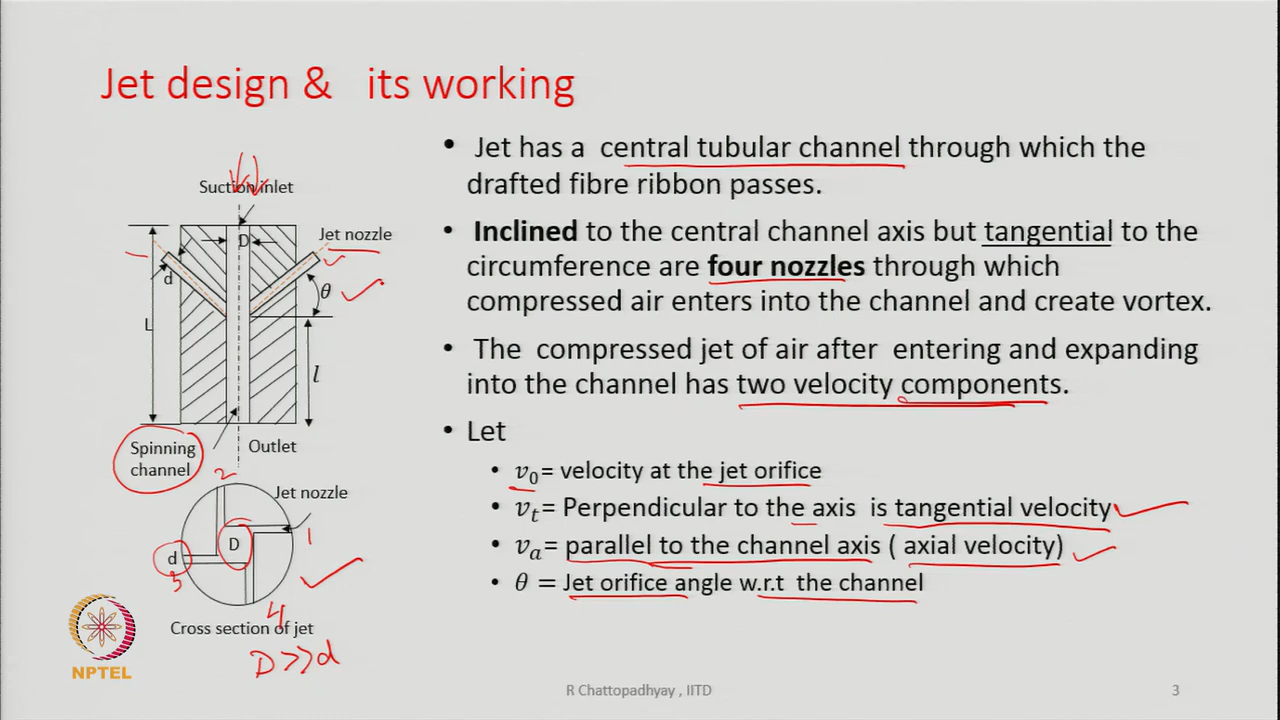 Jet design & its working
Suction inlet
Jet nozzle
D
d
θ
L
l
Spinning
channel
Outlet
2
Jet nozzle
1
D
d
3
4
Cross section of jet
D>>d
• Jet has a central tubular channel through which the
drafted fibre ribbon passes.
• Inclined to the central channel axis but tangential to the
circumference are four nozzles through which
compressed air enters into the channel and create vortex.
• The compressed jet of air after entering and expanding
into the channel has two velocity components.
• Let
• v₀= velocity at the jet orifice
• vₜ= Perpendicular to the axis is tangential velocity
• vₐ= parallel to the channel axis ( axial velocity)
• θ = Jet orifice angle w.r.t the channel
NPTEL
R Chattopadhyay , IITD
3